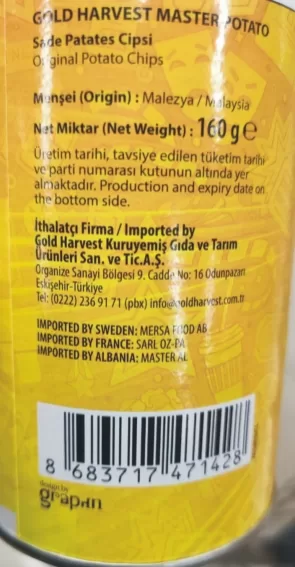 GOLD HARVEST MASTER POTATO
Sade Patates Cipsi
Original Potato Chips
Menşei (Origin) : Malezya / Malaysia
Net Miktar (Net Weight) : 160 g e
Üretim tarihi, tavsiye edilen tüketim tarihi
ve parti numarası kutunun altında yer
almaktadır. Production and expiry date on
the bottom side.
İthalatçı Firma / Imported by
Gold Harvest Kuruyemiş Gıda ve Tarım
Ürünleri San. ve Tic.A.Ş.
Organize Sanayi Bölgesi 9. Cadde No: 16 Odunpazarı
Eskişehir-Türkiye
Tel: (0222) 236 91 71 (pbx) info@goldharvest.com.tr
IMPORTED BY SWEDEN: MERSA FOOD AB
IMPORTED BY FRANCE: SARL OZ-PA
IMPORTED BY ALBANIA: MASTER AL
8 683717 471428
design by
grapan